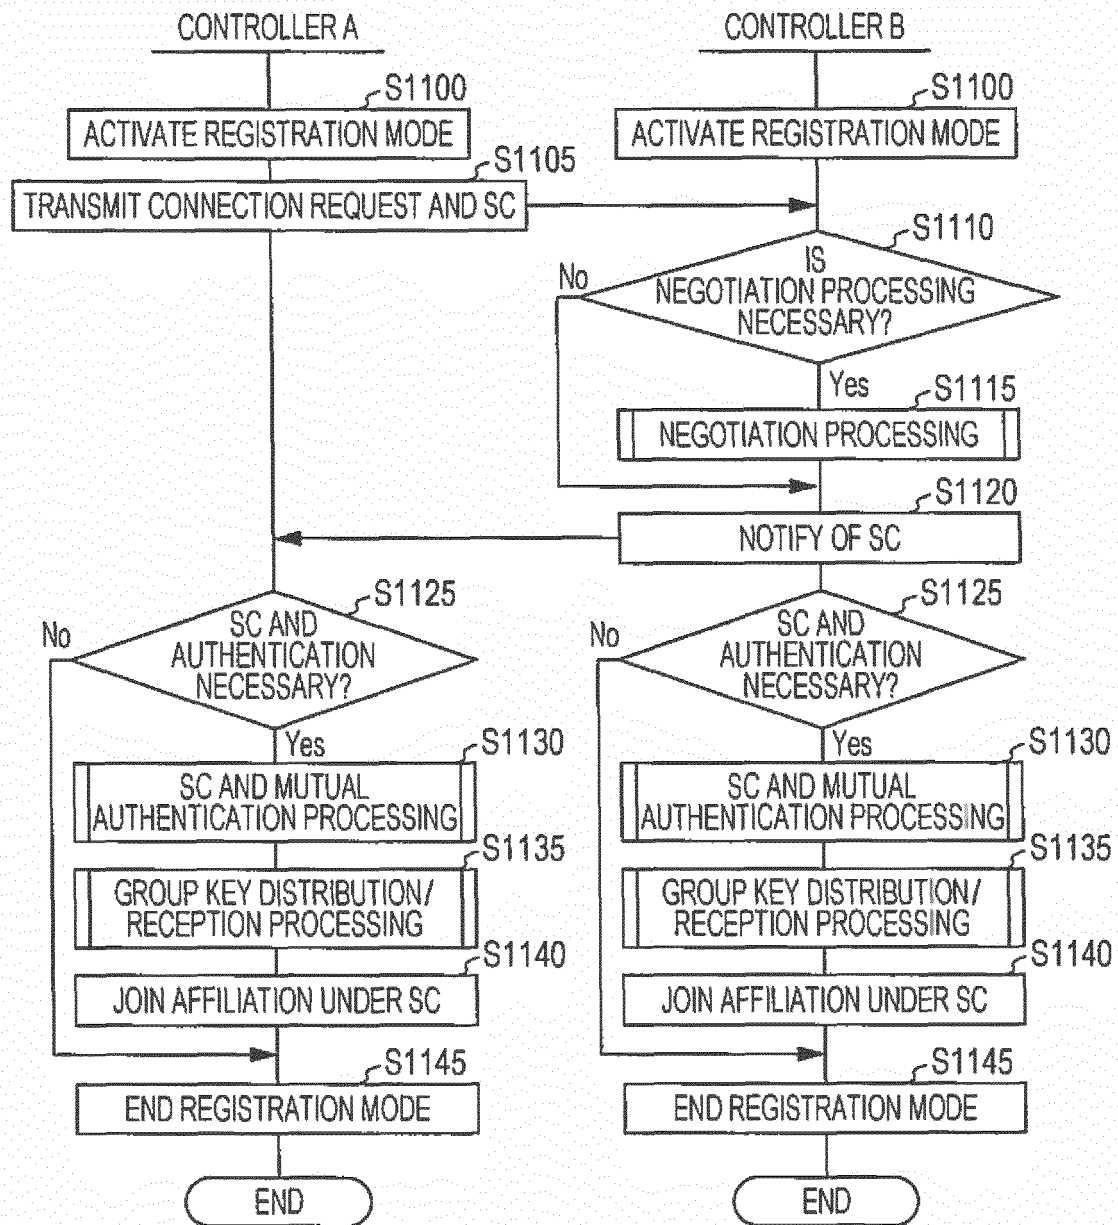 CONTROLLER A
CONTROLLER B
S1100
ACTIVATE REGISTRATION MODE
S1100
ACTIVATE REGISTRATION MODE
S1105
TRANSMIT CONNECTION REQUEST AND SC
S1110
IS
NEGOTIATION PROCESSING
NECESSARY?
No
Yes
S1115
NEGOTIATION PROCESSING
S1120
NOTIFY OF SC
S1125
SC AND
AUTHENTICATION
NECESSARY?
No
Yes
S1125
SC AND
AUTHENTICATION
NECESSARY?
No
Yes
S1130
SC AND MUTUAL
AUTHENTICATION PROCESSING
S1130
SC AND MUTUAL
AUTHENTICATION PROCESSING
S1135
GROUP KEY DISTRIBUTION/
RECEPTION PROCESSING
S1135
GROUP KEY DISTRIBUTION/
RECEPTION PROCESSING
S1140
JOIN AFFILIATION UNDER SC
S1140
JOIN AFFILIATION UNDER SC
S1145
END REGISTRATION MODE
S1145
END REGISTRATION MODE
END
END